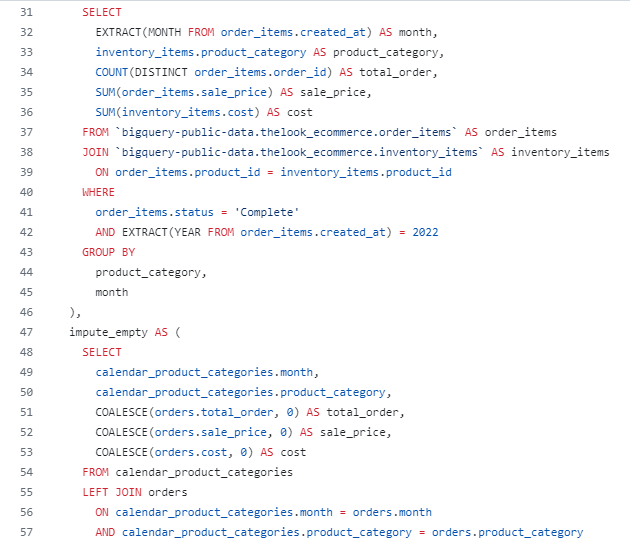 31 SELECT
32 EXTRACT(MONTH FROM order_items.created_at) AS month,
33 inventory_items.product_category AS product_category,
34 COUNT(DISTINCT order_items.order_id) AS total_order,
35 SUM(order_items.sale_price) AS sale_price,
36 SUM(inventory_items.cost) AS cost
37 FROM `bigquery-public-data.thelook_ecommerce.order_items` AS order_items
38 JOIN `bigquery-public-data.thelook_ecommerce.inventory_items` AS inventory_items
39 ON order_items.product_id = inventory_items.product_id
40 WHERE
41 order_items.status = 'Complete'
42 AND EXTRACT(YEAR FROM order_items.created_at) = 2022
43 GROUP BY
44 product_category,
45 month
46 ),
47 impute_empty AS (
48 SELECT
49 calendar_product_categories.month,
50 calendar_product_categories.product_category,
51 COALESCE(orders.total_order, 0) AS total_order,
52 COALESCE(orders.sale_price, 0) AS sale_price,
53 COALESCE(orders.cost, 0) AS cost
54 FROM calendar_product_categories
55 LEFT JOIN orders
56 ON calendar_product_categories.month = orders.month
57 AND calendar_product_categories.product_category = orders.product_category